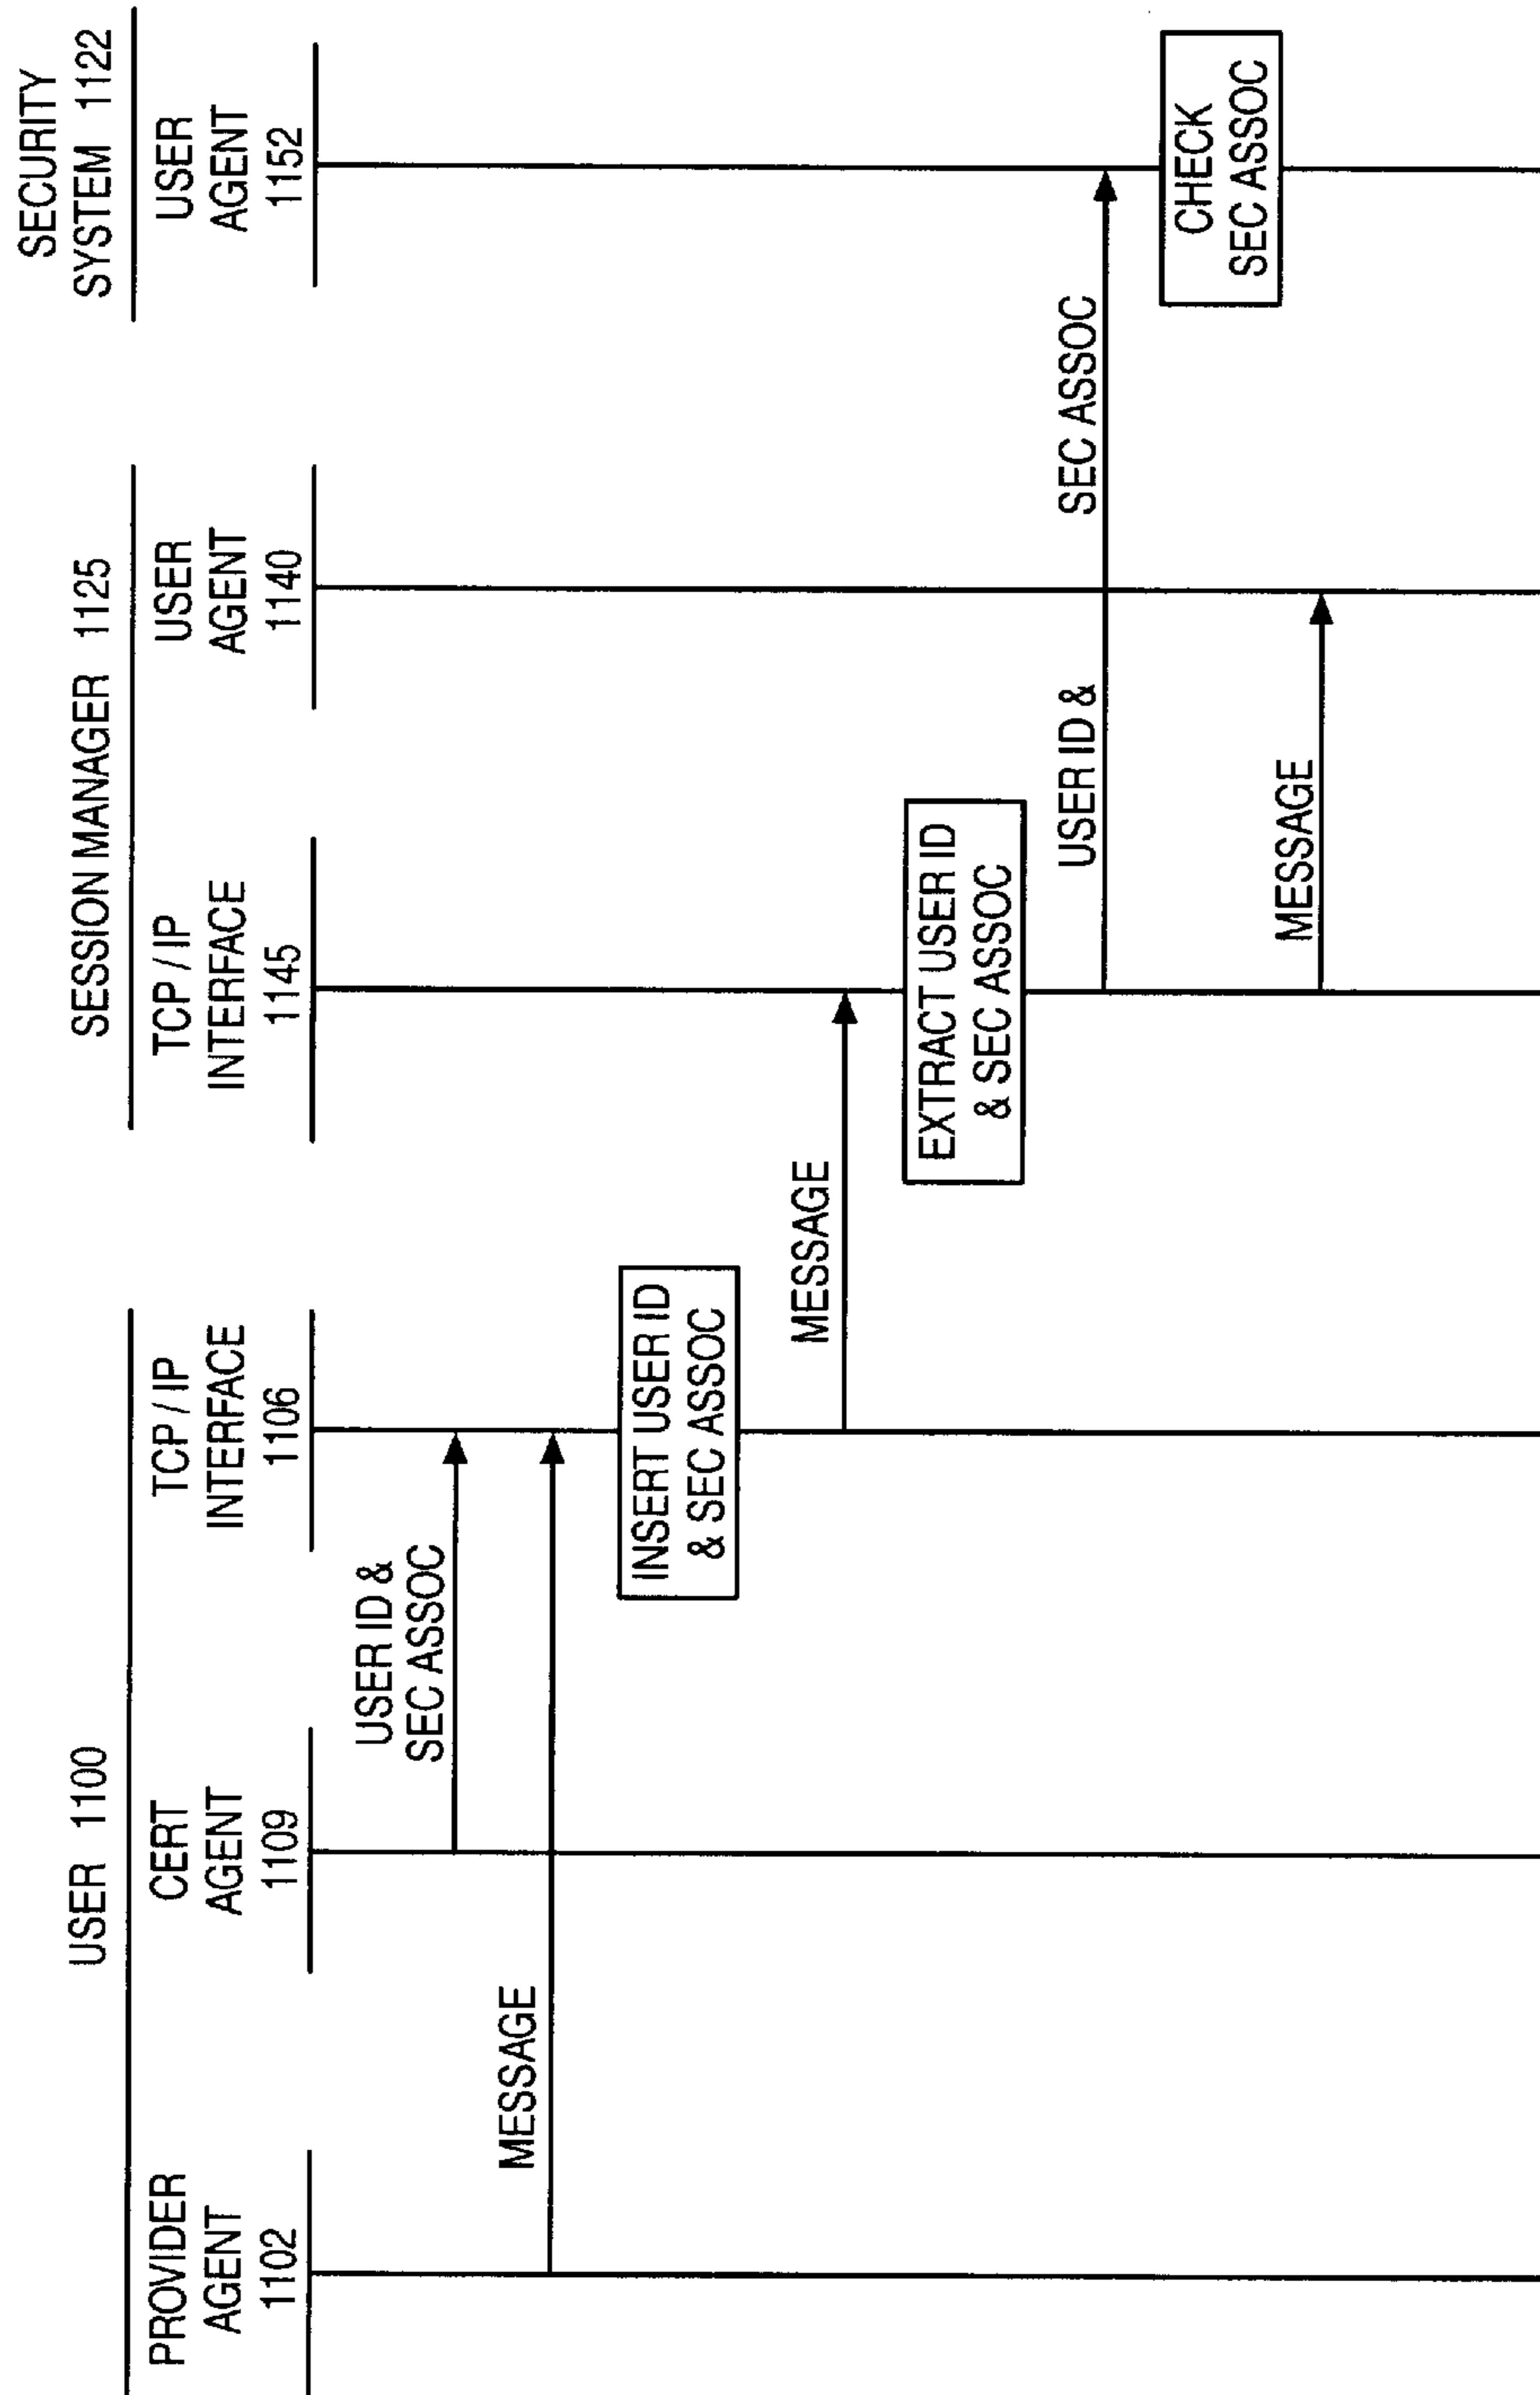 USER 1100
SESSION MANAGER 1125
SECURITY
SYSTEM 1122
PROVIDER
AGENT
1102
CERT
AGENT
1109
TCP / IP
INTERFACE
1106
TCP / IP
INTERFACE
1145
USER
AGENT
1140
USER
AGENT
1152
USER ID &
SEC ASSOC
MESSAGE
INSERT USER ID
& SEC ASSOC
MESSAGE
EXTRACT USER ID
& SEC ASSOC
USER ID & SEC ASSOC
CHECK
SEC ASSOC
MESSAGE